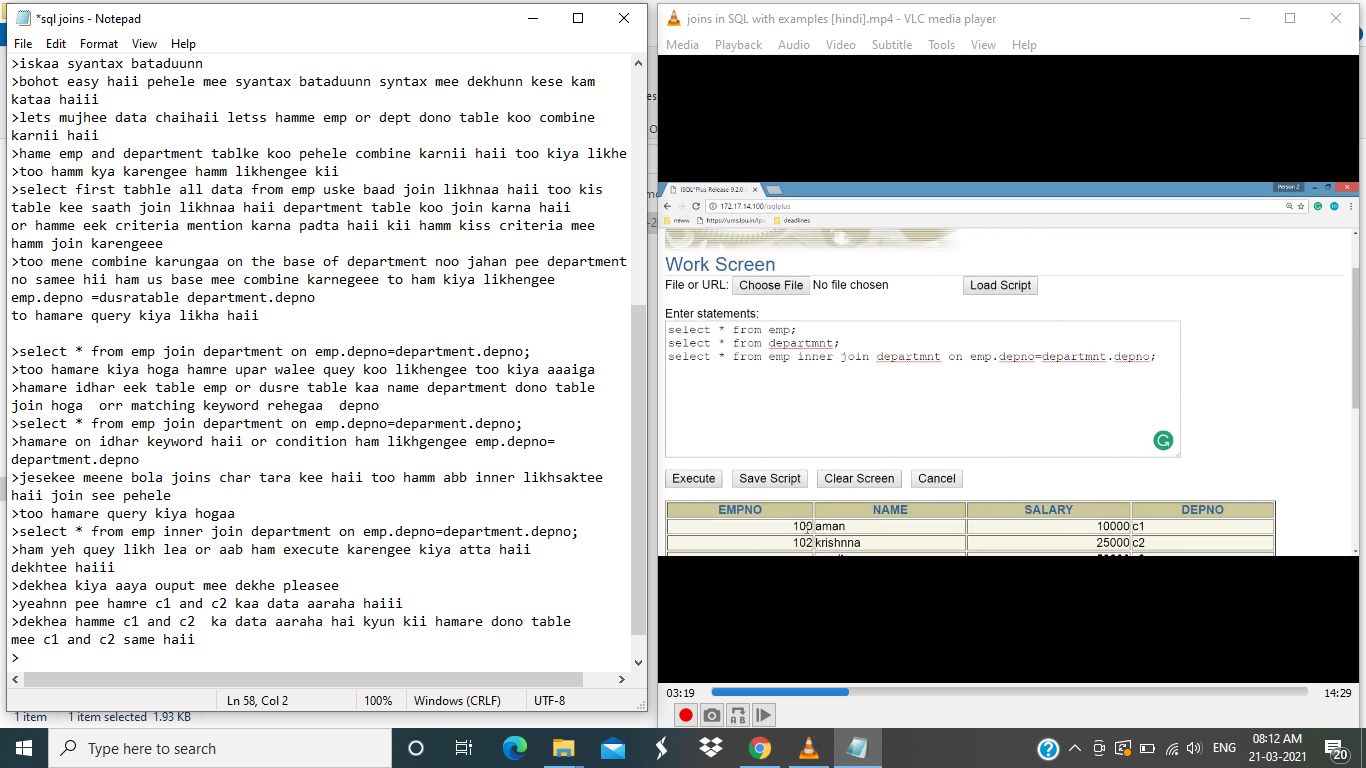 *sql joins - Notepad
File Edit Format View Help
>iskaa syantax bataduunn
>bohot easy haii pehele mee syantax bataduunn syntax mee dekhunn kese kam
kataa haiii
>lets mujhee data chaihaii letss hamme emp or dept dono table koo combine
karnii haii
>hame emp and department tablke koo pehele combine karnii haii too kiya likhe
>too hamm kya karengee hamm likhengee kii
>select first tabhle all data from emp uske baad join likhnaa haii too kis
table kee saath join likhnaa haii department table koo join karna haii
or hamme eek criteria mention karna padta haii kii hamm kiss criteria mee
hamm join karengeee
>too mene combine karungaa on the base of department noo jahan pee department
no samee hii ham us base mee combine karnegeee to ham kiya likhengee
emp.depno =dusratable department.depno
to hamare query kiya likha haii
>select * from emp join department on emp.depno=department.depno;
>too hamare kiya hoga hamre upar walee quey koo likhengee too kiya aaaiga
>hamare idhar eek table emp or dusre table kaa name department dono table
join hoga  orr matching keyword rehegaa  depno
>select * from emp join department on emp.depno=deparment.depno;
>hamare on idhar keyword haii or condition ham likhgengee emp.depno=
department.depno
>jesekee meene bola joins char tara kee haii too hamm abb inner likhsaktee
haii join see pehele
>too hamare query kiya hogaa
>select * from emp inner join department on emp.depno=department.depno;
>ham yeh quey likh lea or aab ham execute karengee kiya atta haii
dekhtee haiii
>dekhea kiya aaya ouput mee dekhe pleasee
>yeahnn pee hamre c1 and c2 kaa data aaraha haiii
>dekhea hamme c1 and c2  ka data aaraha hai kyun kii hamare dono table
mee c1 and c2 same haii
>
Ln 58, Col 2 100% Windows (CRLF) UTF-8
1 item 1 item selected 1.93 KB
joins in SQL with examples [hindi].mp4 - VLC media player
Media Playback Audio Video Subtitle Tools View Help
iSQL*Plus Release 9.2.0. Person 2
172.17.14.100/isqlplus
neww https://ums.lpu.in/lpu deadlines
Work Screen
File or URL: Choose File No file chosen Load Script
Enter statements:
select * from emp;
select * from departmnt;
select * from emp inner join departmnt on emp.depno=departmnt.depno;
Execute Save Script Clear Screen Cancel
EMPNO NAME SALARY DEPNO
100 aman 10000 c1
102 krishnna 25000 c2
03:19 14:29
Type here to search
ENG 08:12 AM
21-03-2021
20